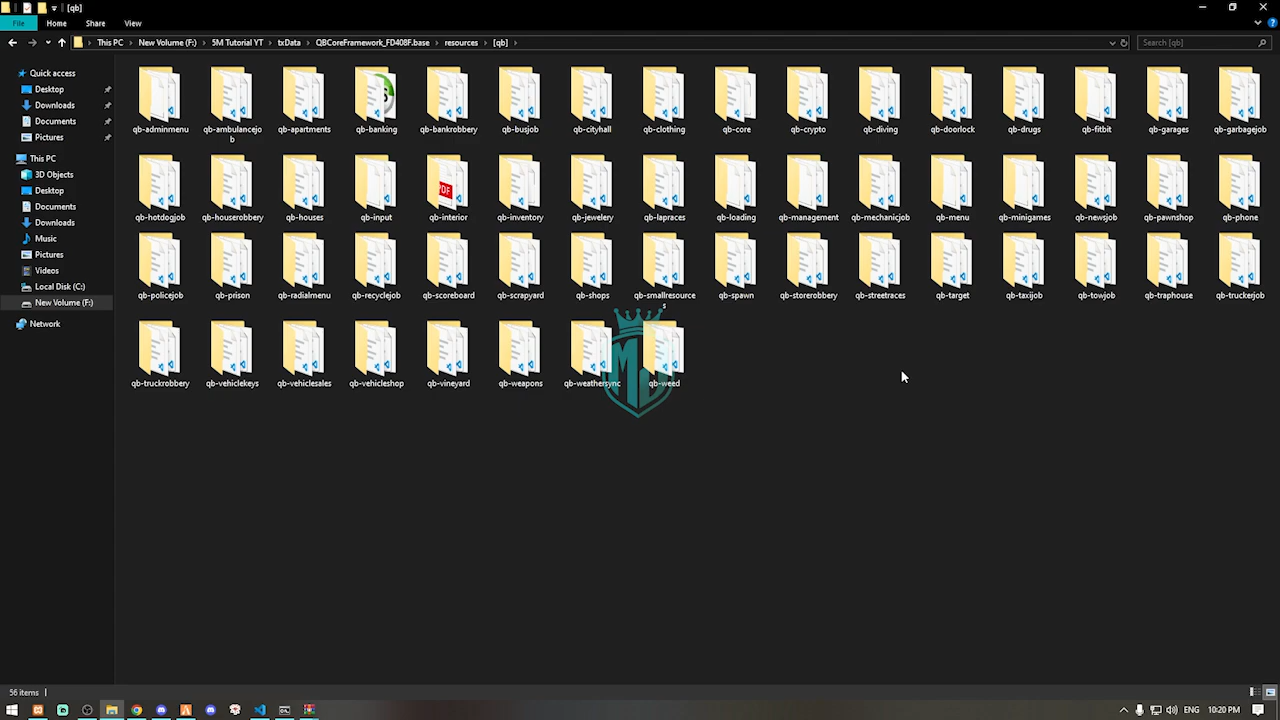 [qb]
File Home Share View
This PC New Volume (F:) 5M Tutorial YT txData QBCoreFramework_FD408F.base resources [qb] Search [qb]
Quick access
Desktop
Downloads
Documents
Pictures
This PC
3D Objects
Desktop
Documents
Downloads
Music
Pictures
Videos
Local Disk (C:)
New Volume (F:)
Network
qb-adminmenu qb-ambulancejo qb-apartments qb-banking qb-bankrobbery qb-busjob qb-cityhall qb-clothing qb-core qb-crypto qb-diving qb-doorlock qb-drugs qb-fitbit qb-garages qb-garbagejob
b
qb-hotdogjob qb-houserobbery qb-houses qb-input qb-interior qb-inventory qb-jewelery qb-lapraces qb-loading qb-management qb-mechanicjob qb-menu qb-minigames qb-newsjob qb-pawnshop qb-phone
qb-policejob qb-prison qb-radialmenu qb-recyclejob qb-scoreboard qb-scrapyard qb-shops qb-smallresource qb-spawn qb-storerobbery qb-streetraces qb-target qb-taxijob qb-towjob qb-traphouse qb-truckerjob
s
qb-truckrobbery qb-vehiclekeys qb-vehiclesales qb-vehicleshop qb-vineyard qb-weapons qb-weathersync qb-weed
56 items
ENG 10:20 PM